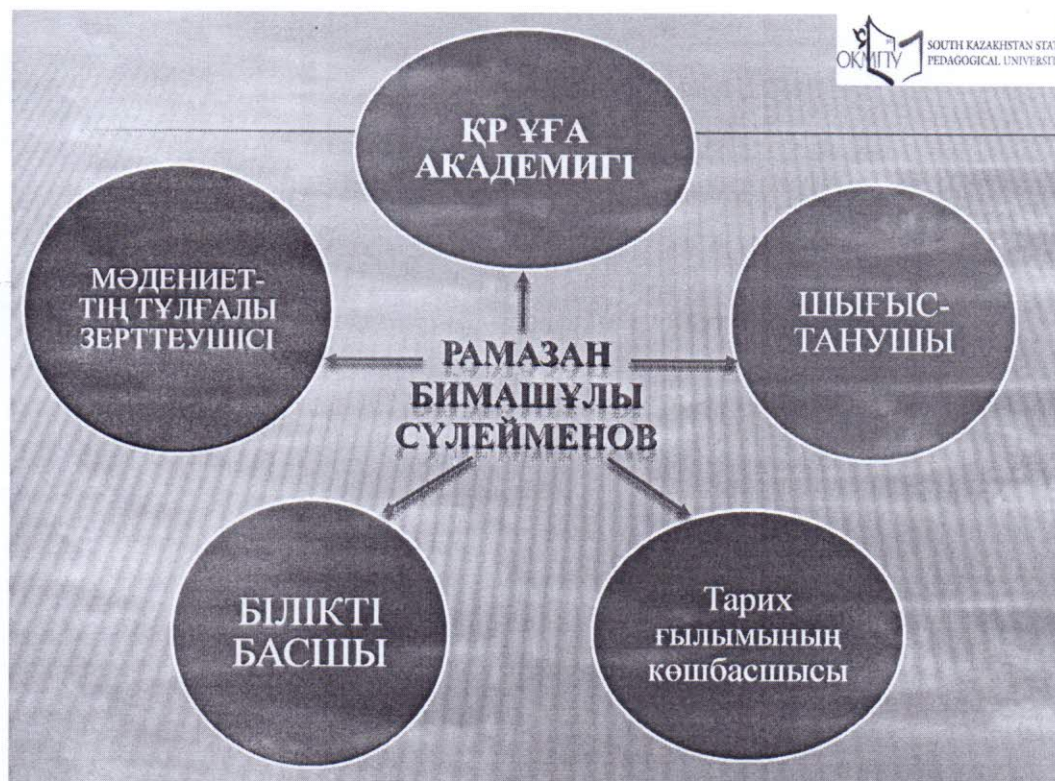 ОҚМПУ
SOUTH KAZAKHSTAN STAT
PEDAGOGICAL UNIVERSIT
ҚР ҰҒА
АКАДЕМИГІ
МӘДЕНИЕТ-
ТІҢ ТҰЛҒАЛЫ
ЗЕРТТЕУШІСІ
ШЫҒЫС-
ТАНУШЫ
РАМАЗАН
БИМАШҰЛЫ
СҮЛЕЙМЕНОВ
БІЛІКТІ
БАСШЫ
Тарих
ғылымының
көшбасшысы